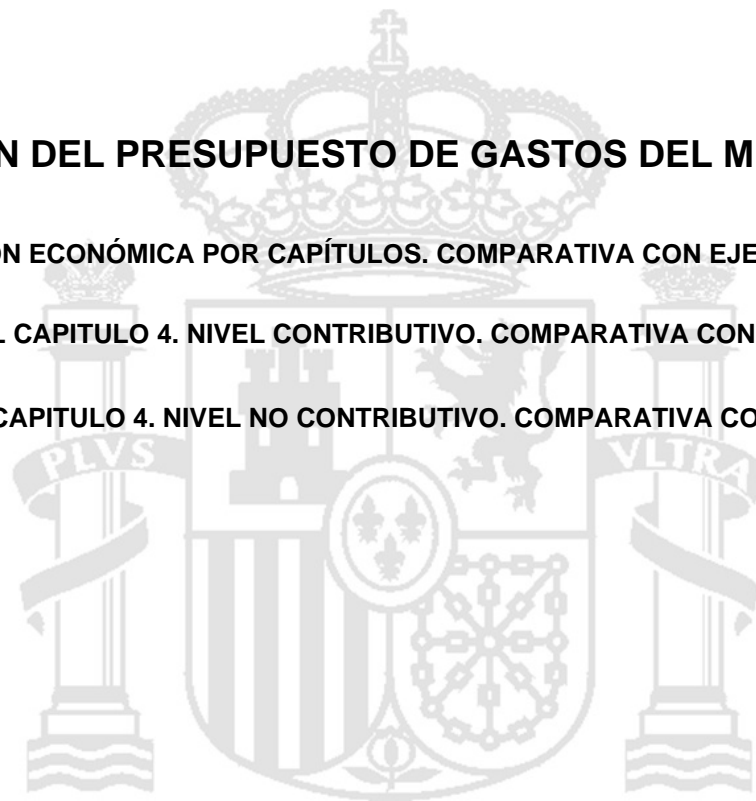 N DEL PRESUPUESTO DE GASTOS DEL M
ÓN ECONÓMICA POR CAPÍTULOS. COMPARATIVA CON EJE
L CAPITULO 4. NIVEL CONTRIBUTIVO. COMPARATIVA CON
CAPITULO 4. NIVEL NO CONTRIBUTIVO. COMPARATIVA CO
PLVS VLTRA